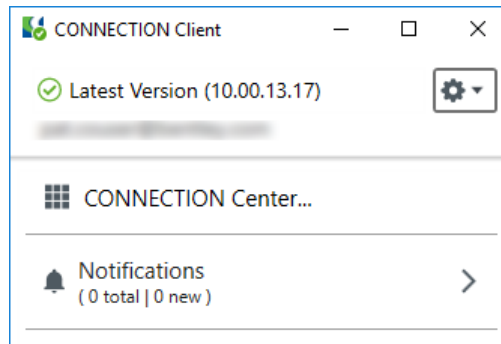 CONNECTION Client
Latest Version (10.00.13.17)
CONNECTION Center...
Notifications
( 0 total | 0 new )